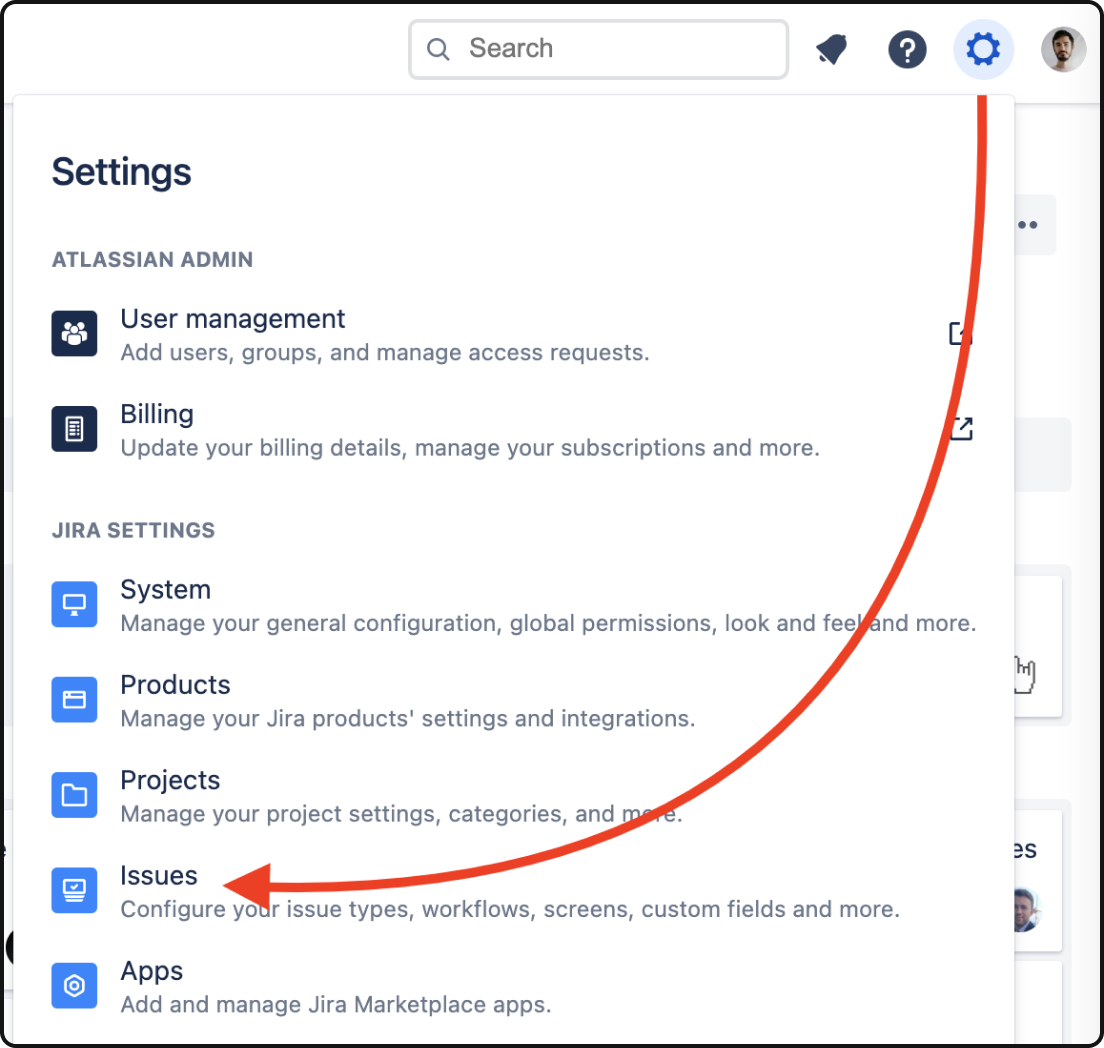 Search
Settings
ATLASSIAN ADMIN
User management
Add users, groups, and manage access requests.
Billing
Update your billing details, manage your subscriptions and more.
JIRA SETTINGS
System
Manage your general configuration, global permissions, look and feel and more.
Products
Manage your Jira products' settings and integrations.
Projects
Manage your project settings, categories, and more.
Issues
es
Configure your issue types, workflows, screens, custom fields and more.
Apps
Add and manage Jira Marketplace apps.